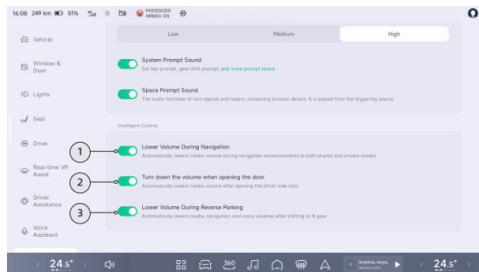 16:08 249 km 51%
PASSENGER
AIRBAG ON
Low Medium High
Vehicle
System Prompt Sound
Set key prompt, gear shift prompt, and more prompt sound
Window &
Door
Lights
Space Prompt Sound
The audio reminder of turn signals and radars, containing location details. It is played from the triggering source
Seat
Intelligent Control
Drive
1
Lower Volume During Navigation
Automatically lowers media volume during navigation announcements in both shared and private modes
Real-time VR
Assist
2
Turn down the volume when opening the door
Automatically lowers media volume after opening the driver side door
Driver
Assistance
3
Lower Volume During Reverse Parking
Automatically lowers media, navigation, and voice volumes after shifting to R gear
Voice
Assistant
24.5° 360 Anytime, Anyw. 24.5°